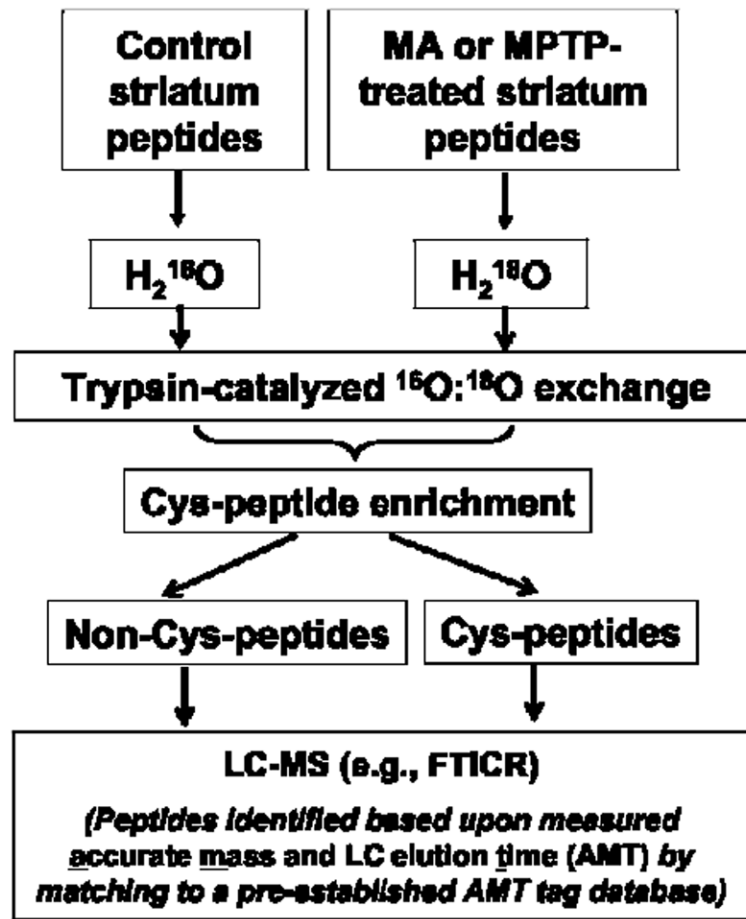 Control
striatum
peptides
MA or MPTP-
treated striatum
peptides
H₂¹⁶O
H₂¹⁸O
Trypsin-catalyzed ¹⁶O:¹⁸O exchange
Cys-peptide enrichment
Non-Cys-peptides
Cys-peptides
LC-MS (e.g., FTICR)
(Peptides identified based upon measured
accurate mass and LC elution time (AMT) by
matching to a pre-established AMT tag database)